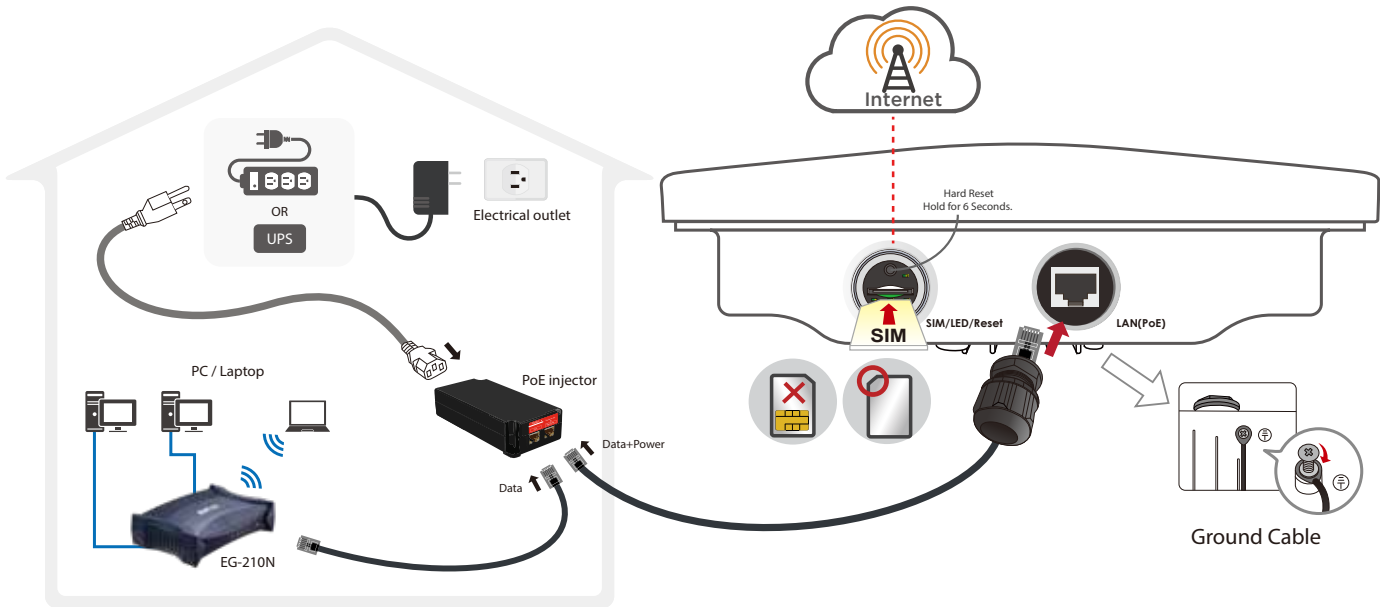 Internet
Hard Reset
Hold for 6 Seconds.
OR
UPS
Electrical outlet
SIM/LED/Reset
LAN(PoE)
SIM
PC / Laptop
PoE injector
Data+Power
Data
EG-210N
Ground Cable